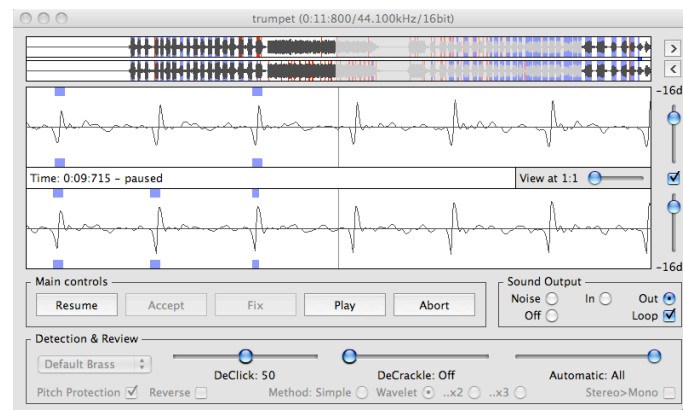 trumpet (0:11:800/44.100kHz/16bit)
>
<
-16d
Time: 0:09:715 - paused
View at 1:1
-16d
Main controls
Resume Accept Fix Play Abort
Sound Output
Noise In Out
Off Loop
Detection & Review
Default Brass
DeClick: 50 DeCrackle: Off Automatic: All
Pitch Protection Reverse Method: Simple Wavelet ..x2 ..x3 Stereo>Mono